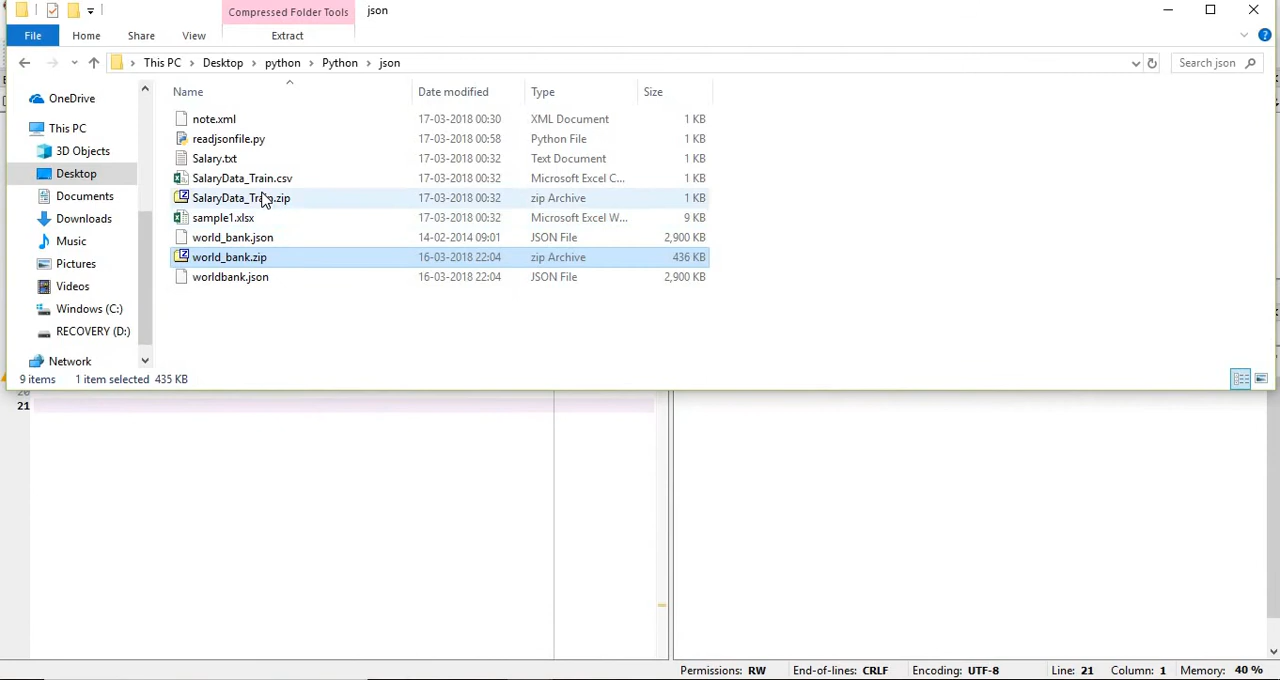 Compressed Folder Tools json
File Home Share View Extract
This PC Desktop python Python json Search json
Name Date modified Type Size
note.xml 17-03-2018 00:30 XML Document 1 KB
readjsonfile.py 17-03-2018 00:58 Python File 1 KB
Salary.txt 17-03-2018 00:32 Text Document 1 KB
SalaryData_Train.csv 17-03-2018 00:32 Microsoft Excel C... 1 KB
SalaryData_Train.zip 17-03-2018 00:32 zip Archive 1 KB
sample1.xlsx 17-03-2018 00:32 Microsoft Excel W... 9 KB
world_bank.json 14-02-2014 09:01 JSON File 2,900 KB
world_bank.zip 16-03-2018 22:04 zip Archive 436 KB
worldbank.json 16-03-2018 22:04 JSON File 2,900 KB
OneDrive
This PC
3D Objects
Desktop
Documents
Downloads
Music
Pictures
Videos
Windows (C:)
RECOVERY (D:)
Network
9 items 1 item selected 435 KB
20
21
Permissions: RW End-of-lines: CRLF Encoding: UTF-8 Line: 21 Column: 1 Memory: 40 %